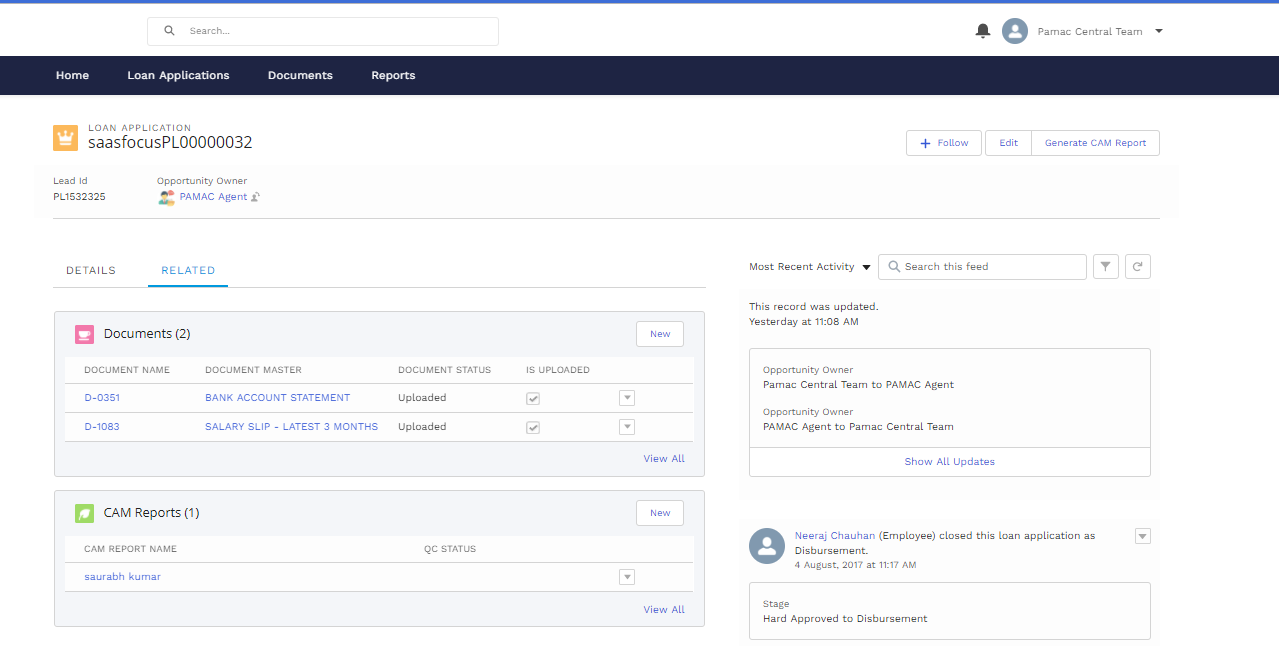 Search...
Pamac Central Team
Home Loan Applications Documents Reports
LOAN APPLICATION
saasfocusPL00000032
Follow Edit Generate CAM Report
Lead Id Opportunity Owner
PL1532325 PAMAC Agent
DETAILS RELATED
Documents (2) New
DOCUMENT NAME DOCUMENT MASTER DOCUMENT STATUS IS UPLOADED
D-0351 BANK ACCOUNT STATEMENT Uploaded
D-1083 SALARY SLIP - LATEST 3 MONTHS Uploaded
View All
CAM Reports (1) New
CAM REPORT NAME QC STATUS
saurabh kumar
View All
Most Recent Activity Search this feed
This record was updated.
Yesterday at 11:08 AM
Opportunity Owner
Pamac Central Team to PAMAC Agent
Opportunity Owner
PAMAC Agent to Pamac Central Team
Show All Updates
Neeraj Chauhan (Employee) closed this loan application as
Disbursement.
4 August, 2017 at 11:17 AM
Stage
Hard Approved to Disbursement